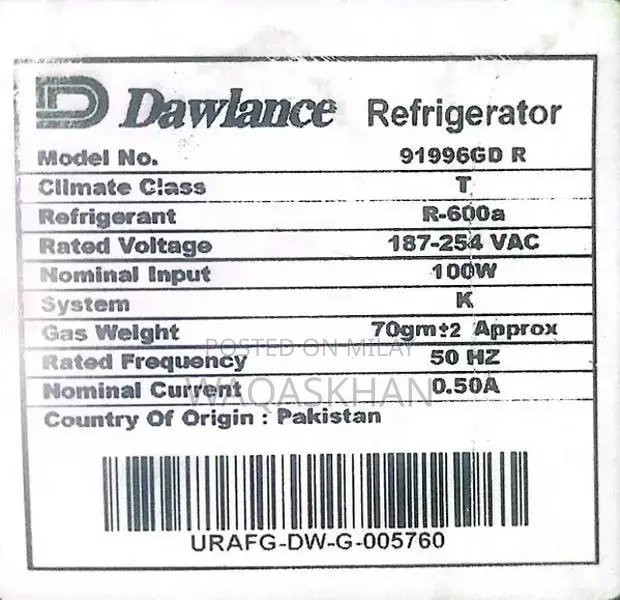 Dawlance Refrigerator
Model No. 91996GD R
Climate Class T
Refrigerant R-600a
Rated Voltage 187-254 VAC
Nominal Input 100W
System K
Gas Weight 70gm±2 Approx
POSTED ON MILAY
Rated Frequency 50 HZ
WAQASKHAN
Nominal Current 0.50A
Country Of Origin : Pakistan
URAFG-DW-G-005760